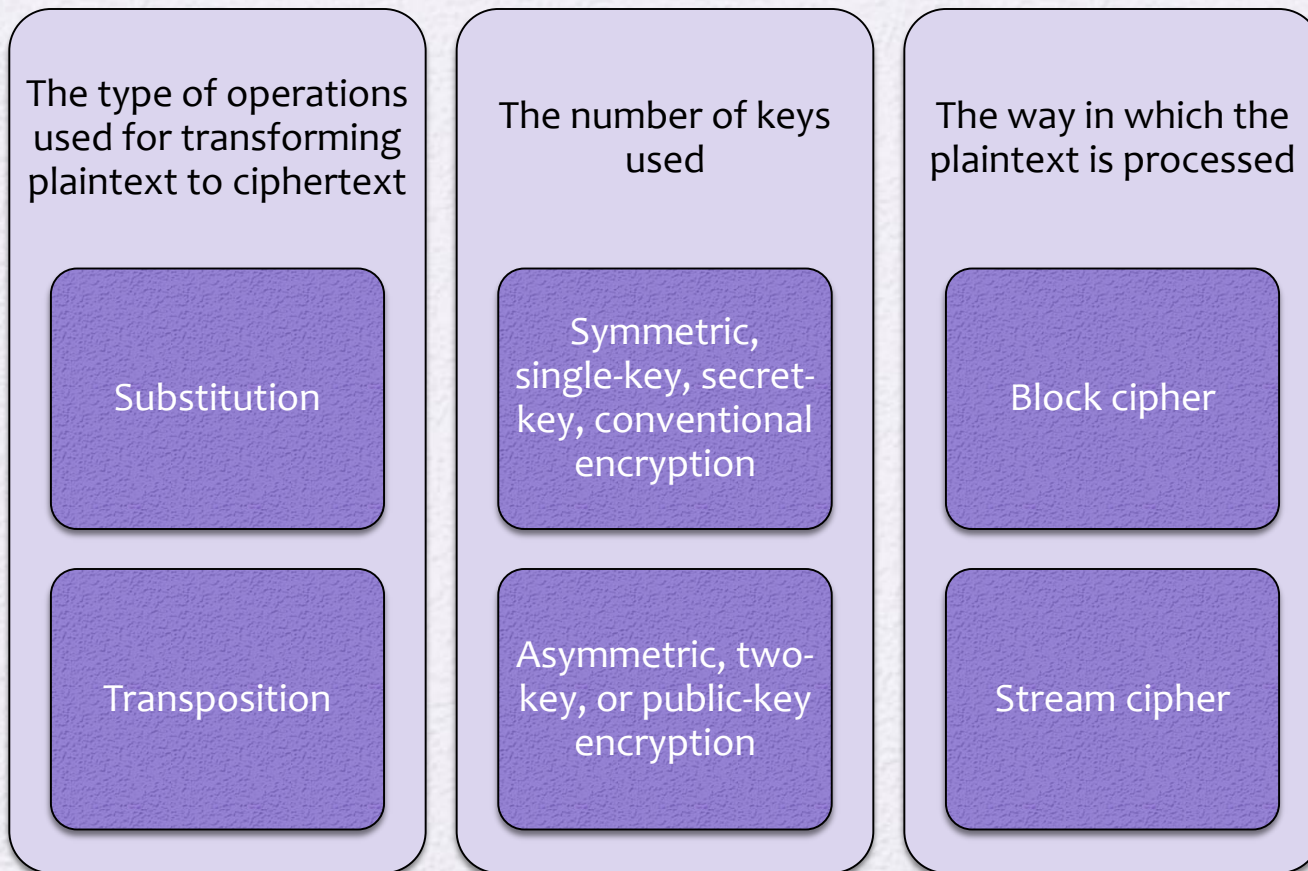 The type of operations
used for transforming
plaintext to ciphertext
Substitution
Transposition
The number of keys
used
Symmetric,
single-key, secret-
key, conventional
encryption
Asymmetric, two-
key, or public-key
encryption
The way in which the
plaintext is processed
Block cipher
Stream cipher